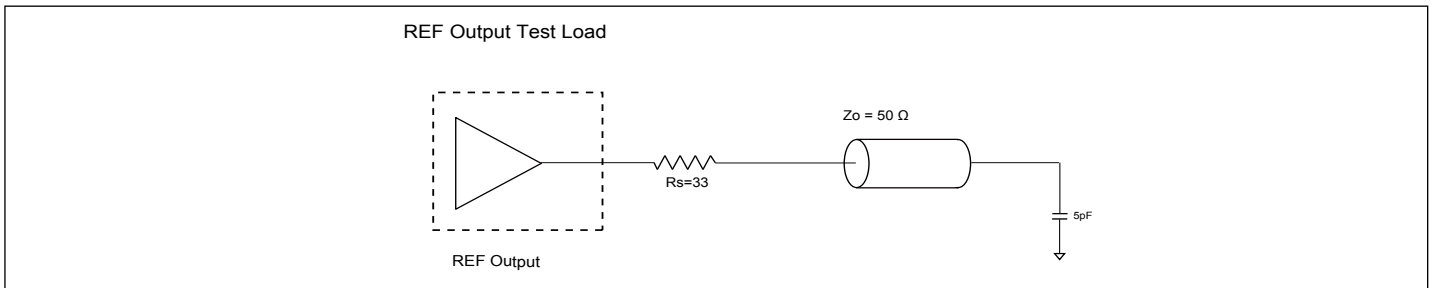 REF Output Test Load
Zo = 50 Ω
Rs=33
5pF
REF Output